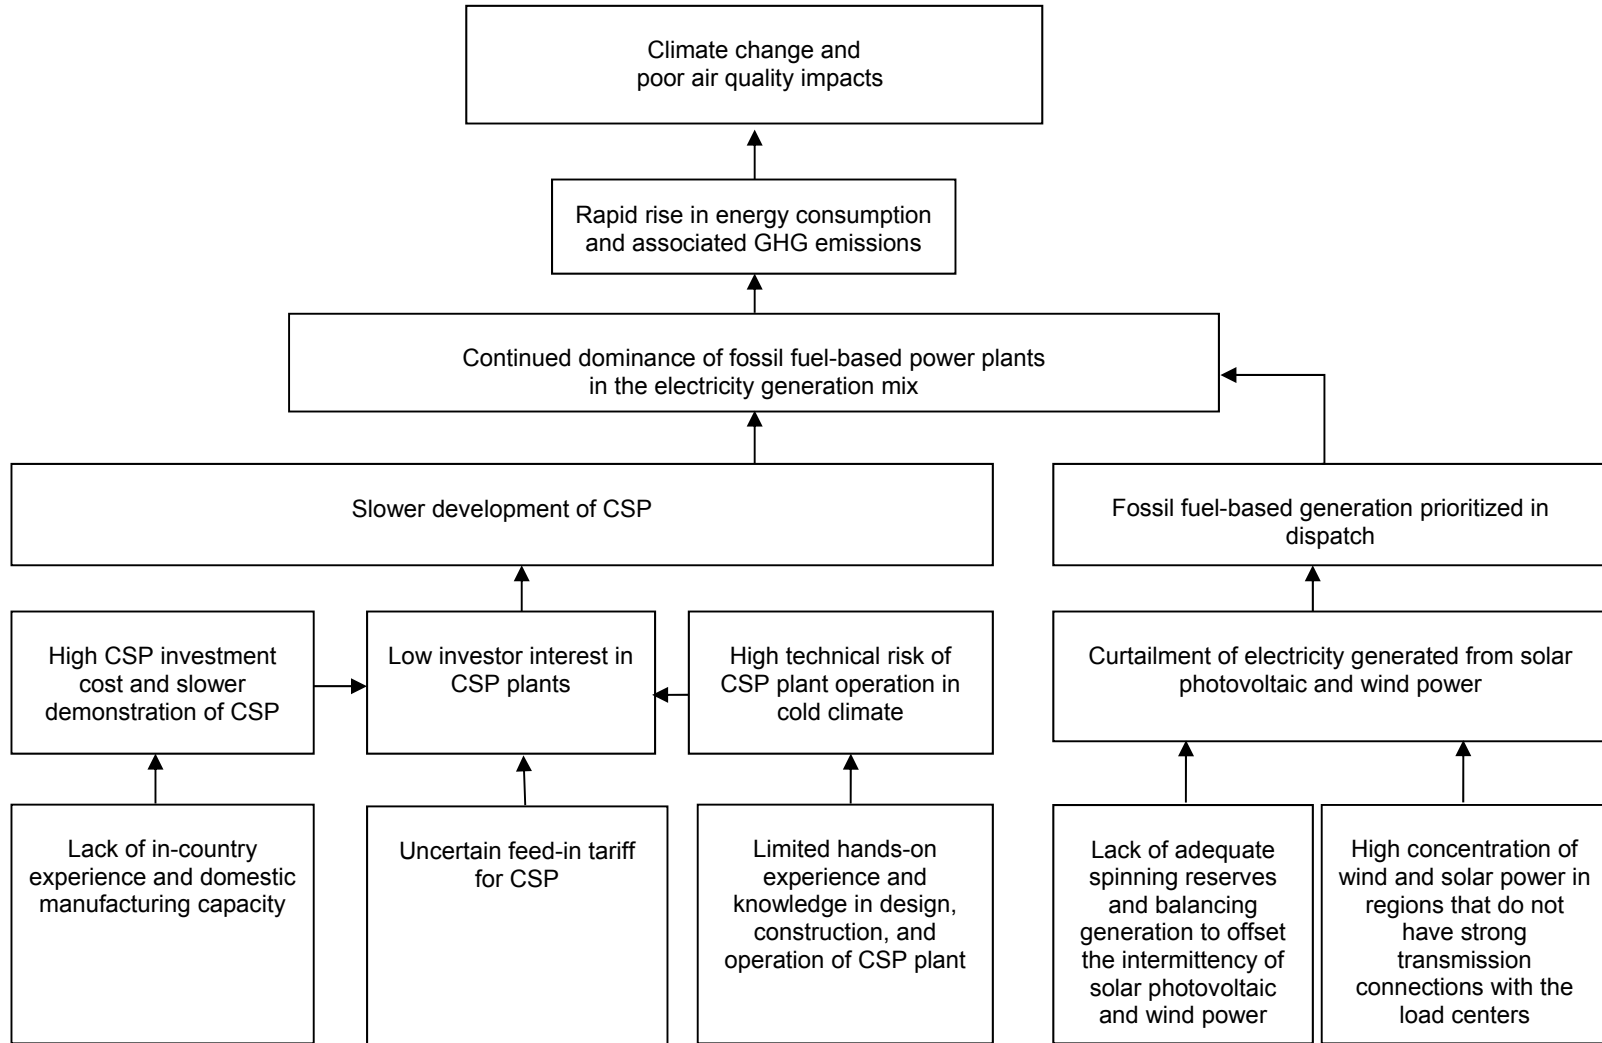 Climate change and
poor air quality impacts
Rapid rise in energy consumption
and associated GHG emissions
Continued dominance of fossil fuel-based power plants
in the electricity generation mix
Slower development of CSP
Fossil fuel-based generation prioritized in
dispatch
High CSP investment
cost and slower
demonstration of CSP
Low investor interest in
CSP plants
High technical risk of
CSP plant operation in
cold climate
Curtailment of electricity generated from solar
photovoltaic and wind power
Lack of in-country
experience and domestic
manufacturing capacity
Uncertain feed-in tariff
for CSP
Limited hands-on
experience and
knowledge in design,
construction, and
operation of CSP plant
Lack of adequate
spinning reserves
and balancing
generation to offset
the intermittency of
solar photovoltaic
and wind power
High concentration of
wind and solar power in
regions that do not
have strong
transmission
connections with the
load centers